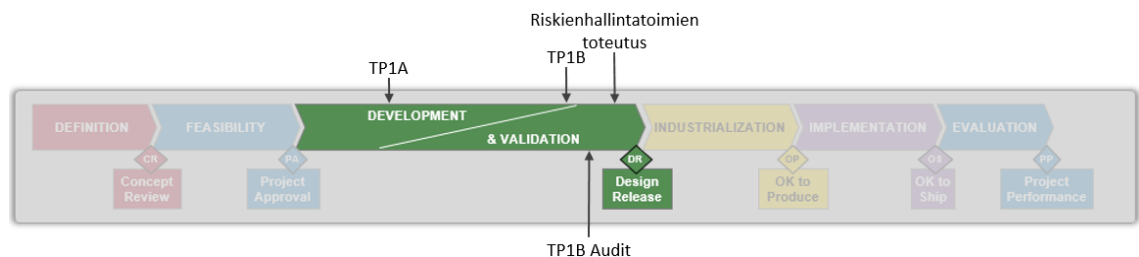 Riskienhallintatoimien
toteutus
TP1B
TP1A
DEFINITION
FEASIBILITY
DEVELOPMENT
& VALIDATION
INDUSTRIALIZATION
IMPLEMENTATION
EVALUATION
CR
PA
DR
OP
OS
PP
Concept
Review
Project
Approval
Design
Release
OK to
Produce
OK to
Ship
Project
Performance
TP1B Audit